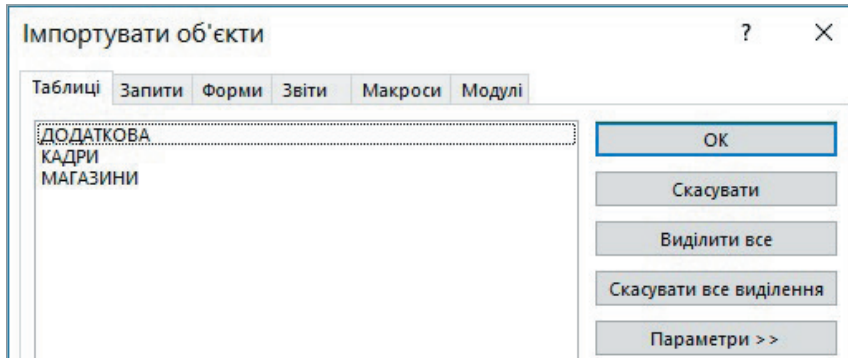 Імпортувати об'єкти
?
×
Таблиці Запити Форми Звіти Макроси Модулі
ДОДАТКОВА
КАДРИ
МАГАЗИНИ
ОК
Скасувати
Виділити все
Скасувати все виділення
Параметри >>